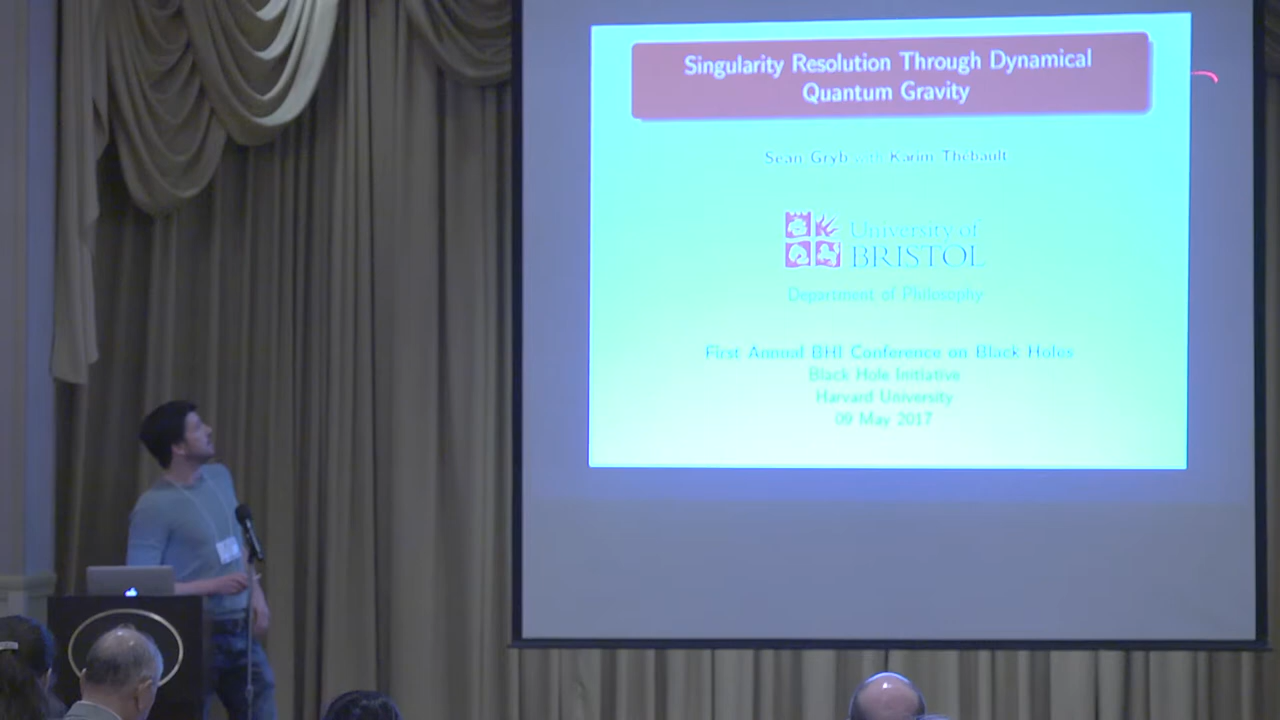 Singularity Resolution Through Dynamical
Quantum Gravity
Sean Gryb with Karim Thébault
University of
BRISTOL
Department of Philosophy
First Annual BHI Conference on Black Holes
Black Hole Initiative
Harvard University
09 May 2017